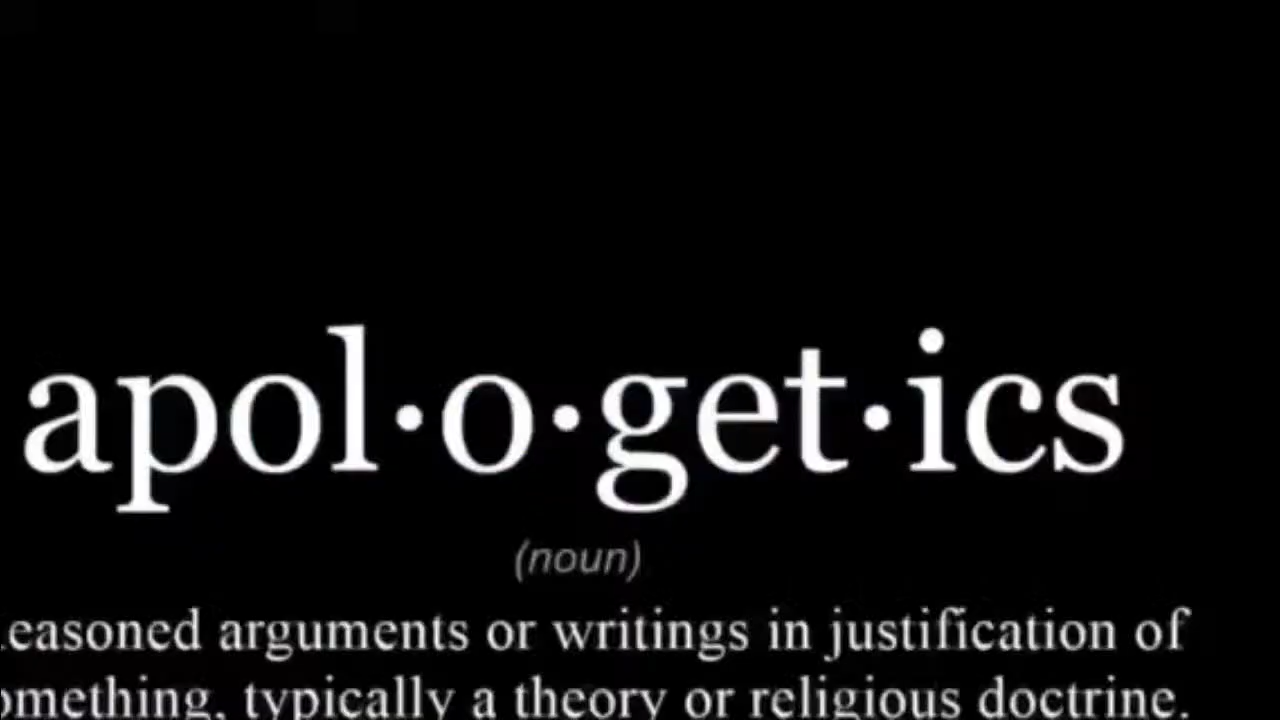 apol·o·get·ics
(noun)
easoned arguments or writings in justification of
omething, typically a theory or religious doctrine.